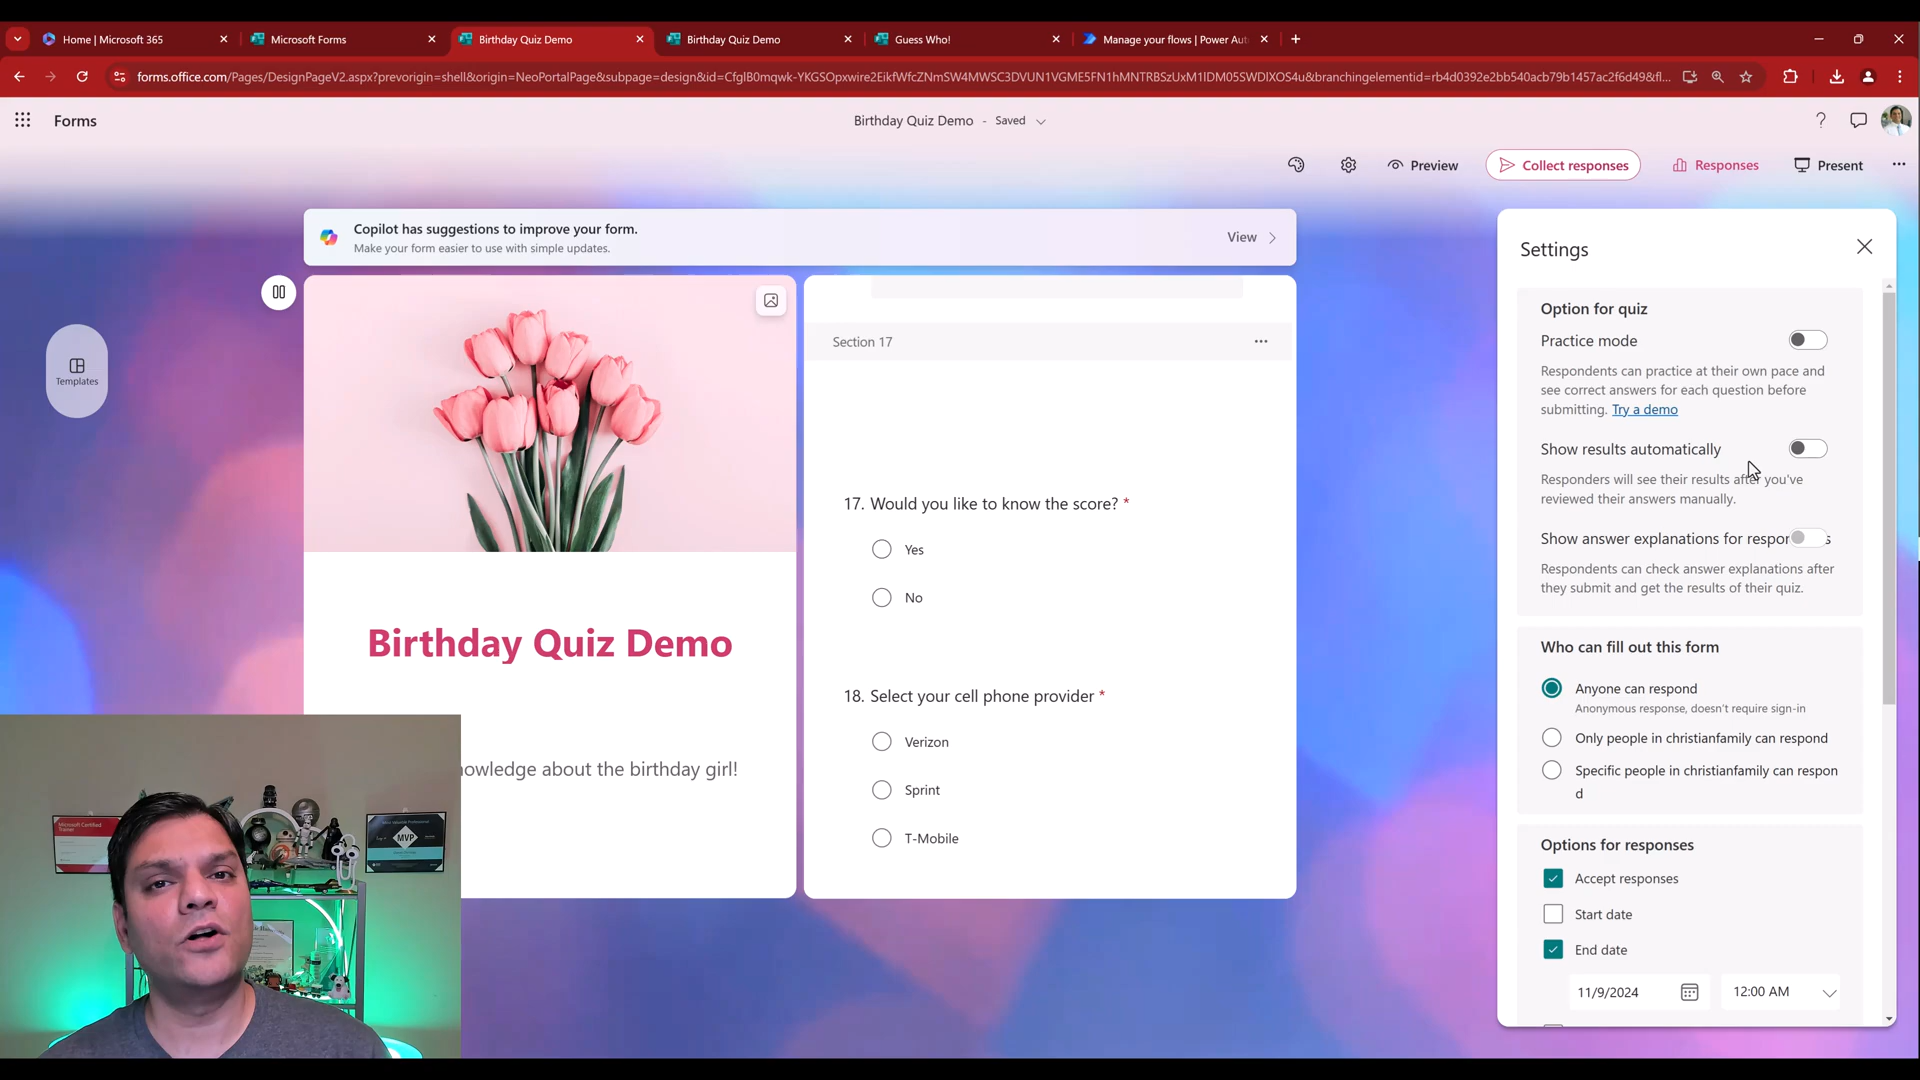 Home | Microsoft 365
Microsoft Forms
Birthday Quiz Demo
Birthday Quiz Demo
Guess Who!
Manage your flows | Power Aut
Forms
Birthday Quiz Demo - Saved
Preview
Collect responses
Responses
Present
Copilot has suggestions to improve your form.
Make your form easier to use with simple updates.
View
Templates
Birthday Quiz Demo
owledge about the birthday girl!
Section 17
17. Would you like to know the score? *
Yes
No
18. Select your cell phone provider *
Verizon
Sprint
T-Mobile
Settings
Option for quiz
Practice mode
Respondents can practice at their own pace and
see correct answers for each question before
submitting. Try a demo
Show results automatically
Responders will see their results after you've
reviewed their answers manually.
Show answer explanations for respon s
Respondents can check answer explanations after
they submit and get the results of their quiz.
Who can fill out this form
Anyone can respond
Anonymous response, doesn't require sign-in
Only people in christianfamily can respond
Specific people in christianfamily can respon
d
Options for responses
Accept responses
Start date
End date
11/9/2024
12:00 AM
Microsoft Certified
Trainer
MVP